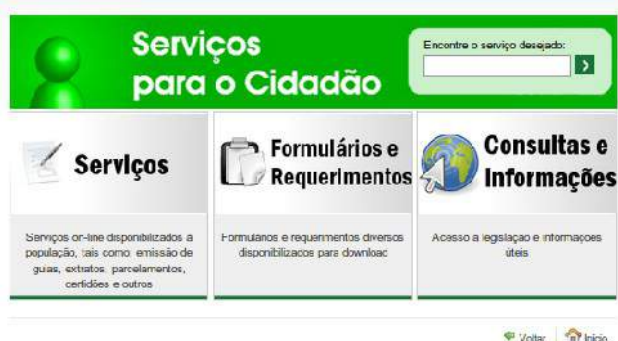 Serviços
para o Cidadão
Encontre o serviço desejado:
Serviços
Formulários e
Requerimentos
Consultas e
Informações
Serviços on-line disponibilizados à
população, tais como: emissão de
guias, extratos, parcelamentos,
certidões e outros
Formulários e requerimentos diversos
disponibilizados para download
Acesso a legislação e informações
úteis
Voltar
Início